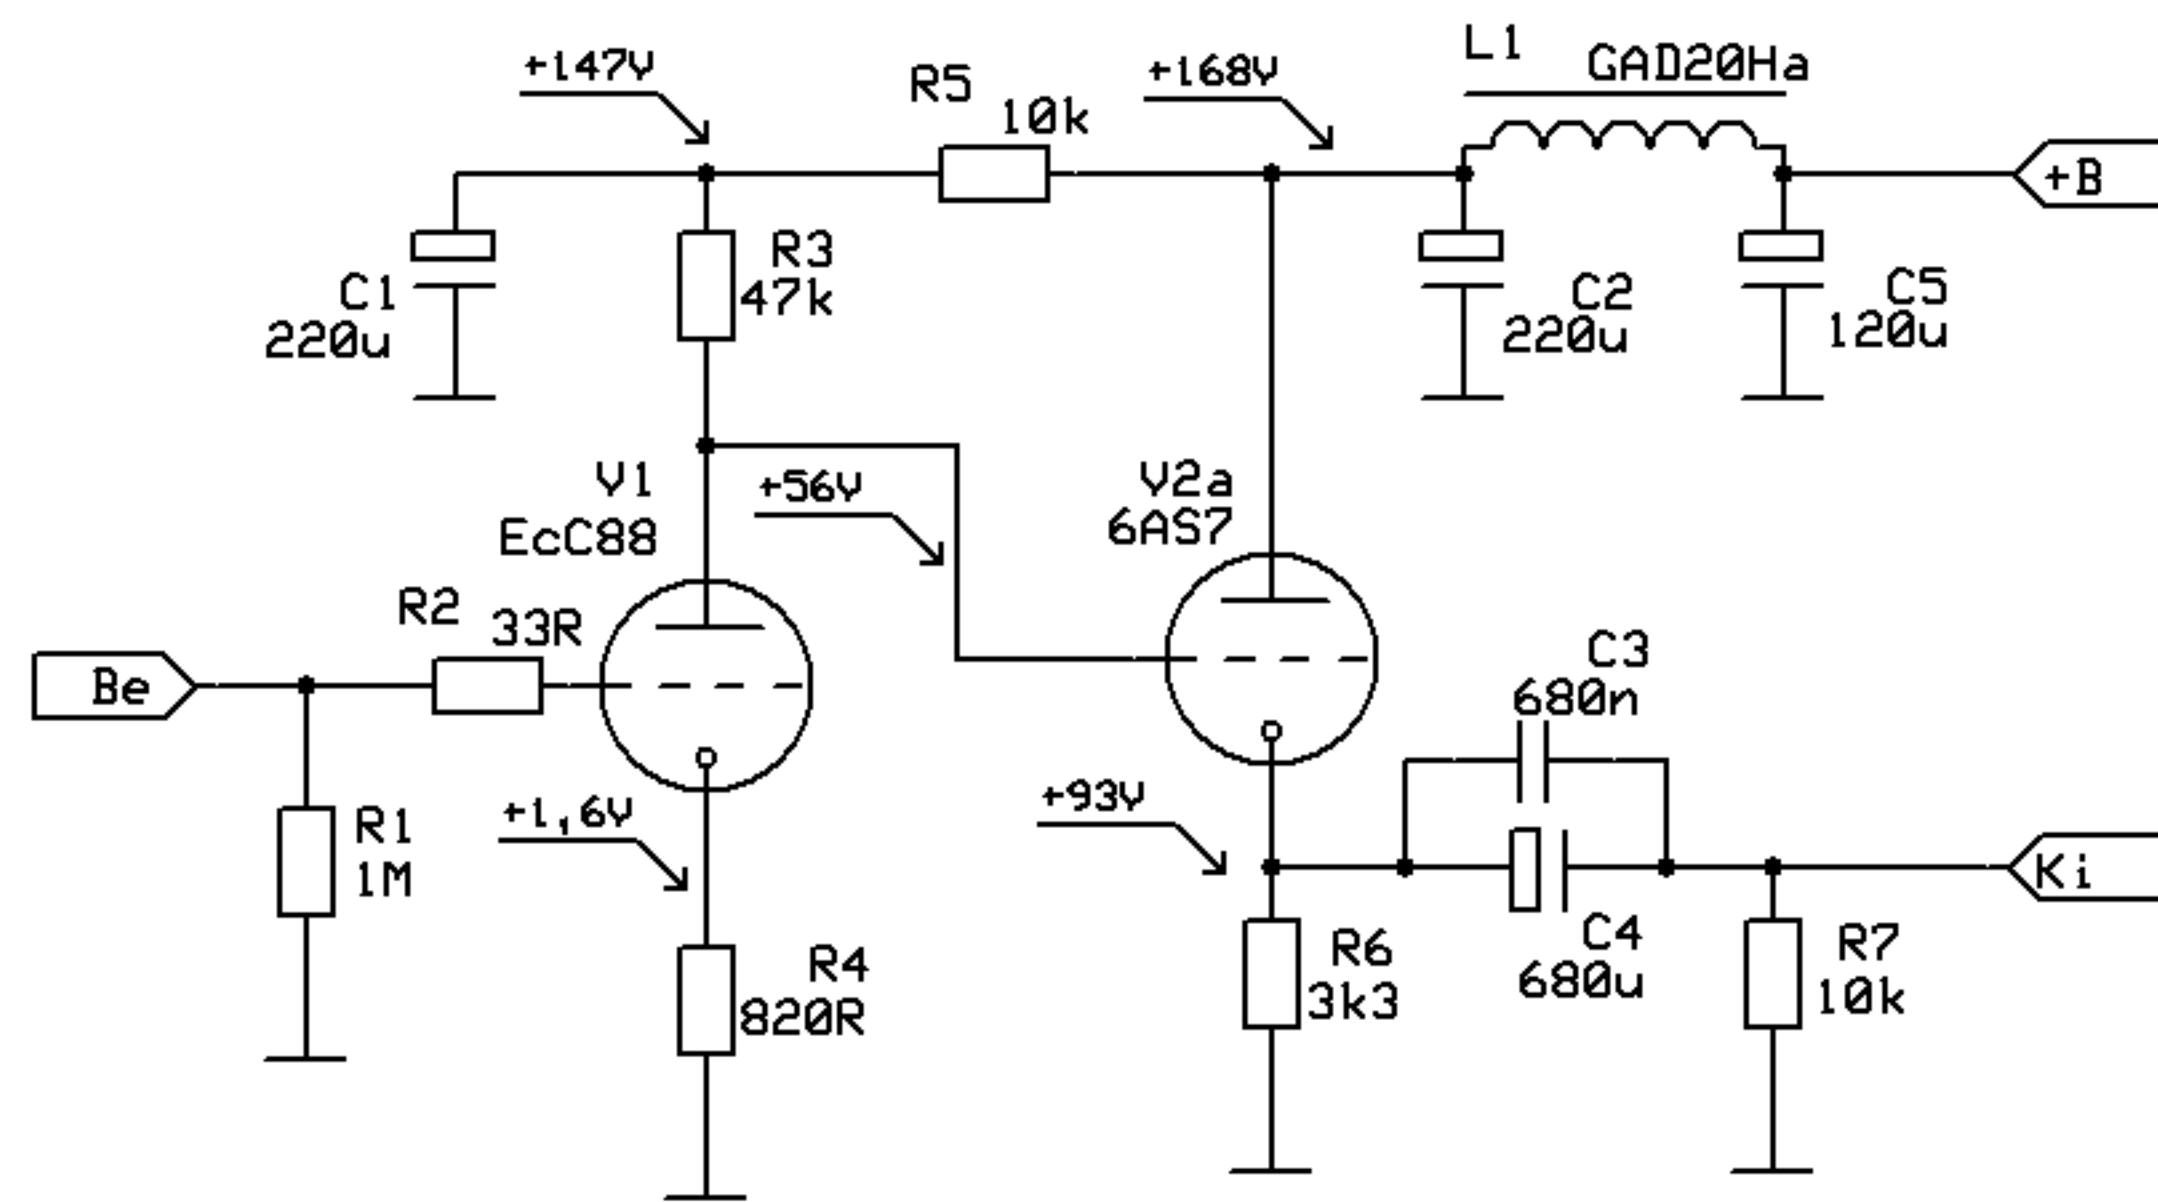 +147V
R5
10k
+168V
L1
GAD20Ha
+B
R3
47k
C1
220u
C2
220u
C5
120u
V1
EcC88
+56V
V2a
6AS7
R2
33R
Be
C3
680n
+1,6V
+93V
R1
1M
Ki
R4
820R
R6
3k3
C4
680u
R7
10k